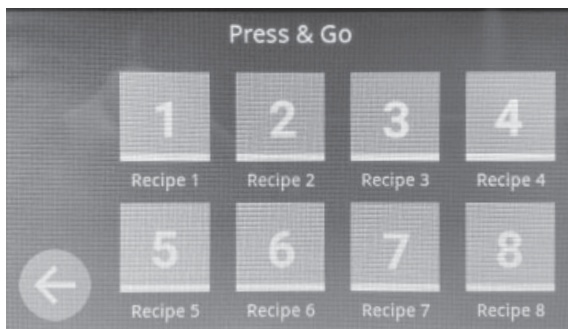 Press & Go
1 2 3 4
Recipe 1 Recipe 2 Recipe 3 Recipe 4
5 6 7 8
Recipe 5 Recipe 6 Recipe 7 Recipe 8